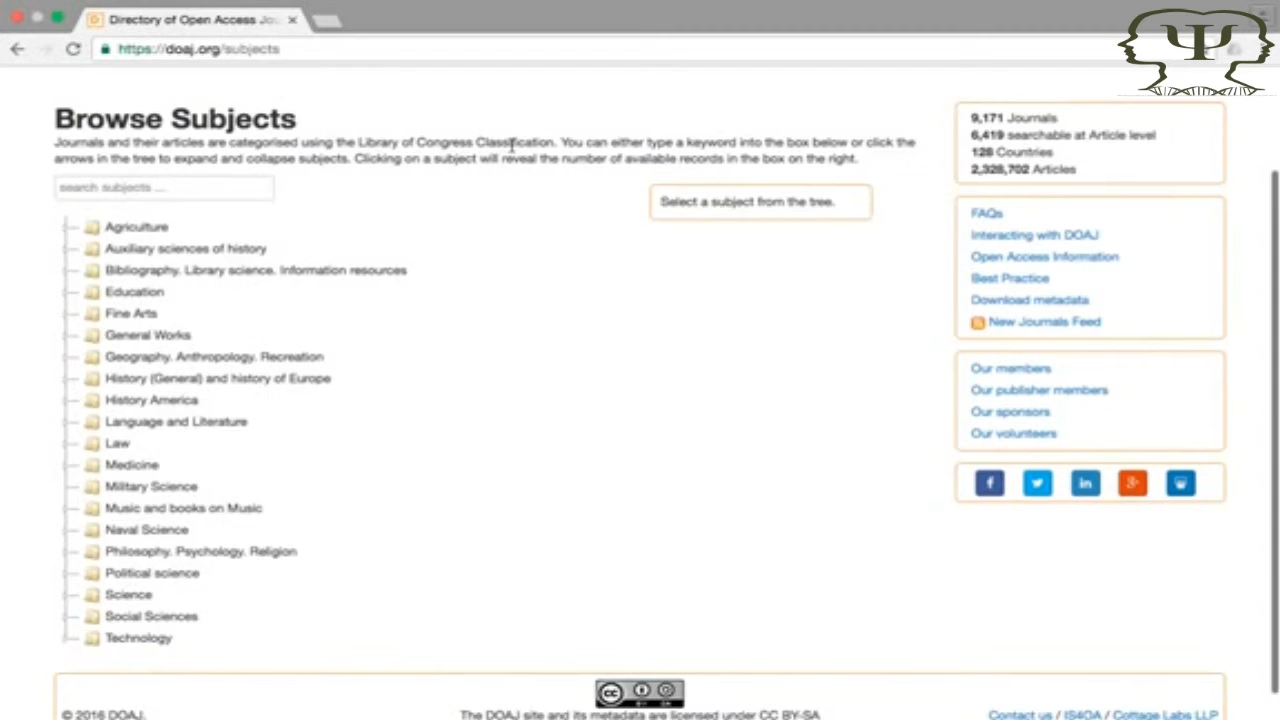 Directory of Open Access Jou
https://doaj.org/subjects
Ψ
Browse Subjects
Journals and their articles are categorised using the Library of Congress Classification. You can either type a keyword into the box below or click the
arrows in the tree to expand and collapse subjects. Clicking on a subject will reveal the number of available records in the box on the right.
search subjects ...
Select a subject from the tree.
Agriculture
Auxiliary sciences of history
Bibliography. Library science. Information resources
Education
Fine Arts
General Works
Geography. Anthropology. Recreation
History (General) and history of Europe
History America
Language and Literature
Law
Medicine
Military Science
Music and books on Music
Naval Science
Philosophy. Psychology. Religion
Political science
Science
Social Sciences
Technology
9,171 Journals
6,419 searchable at Article level
128 Countries
2,328,702 Articles
FAQs
Interacting with DOAJ
Open Access Information
Best Practice
Download metadata
New Journals Feed
Our members
Our publisher members
Our sponsors
Our volunteers
f
in
g+
cc
© 2016 DOAJ.
The DOAJ site and its metadata are licensed under CC BY-SA
Contact us / IS4OA / Cottage Labs LLP